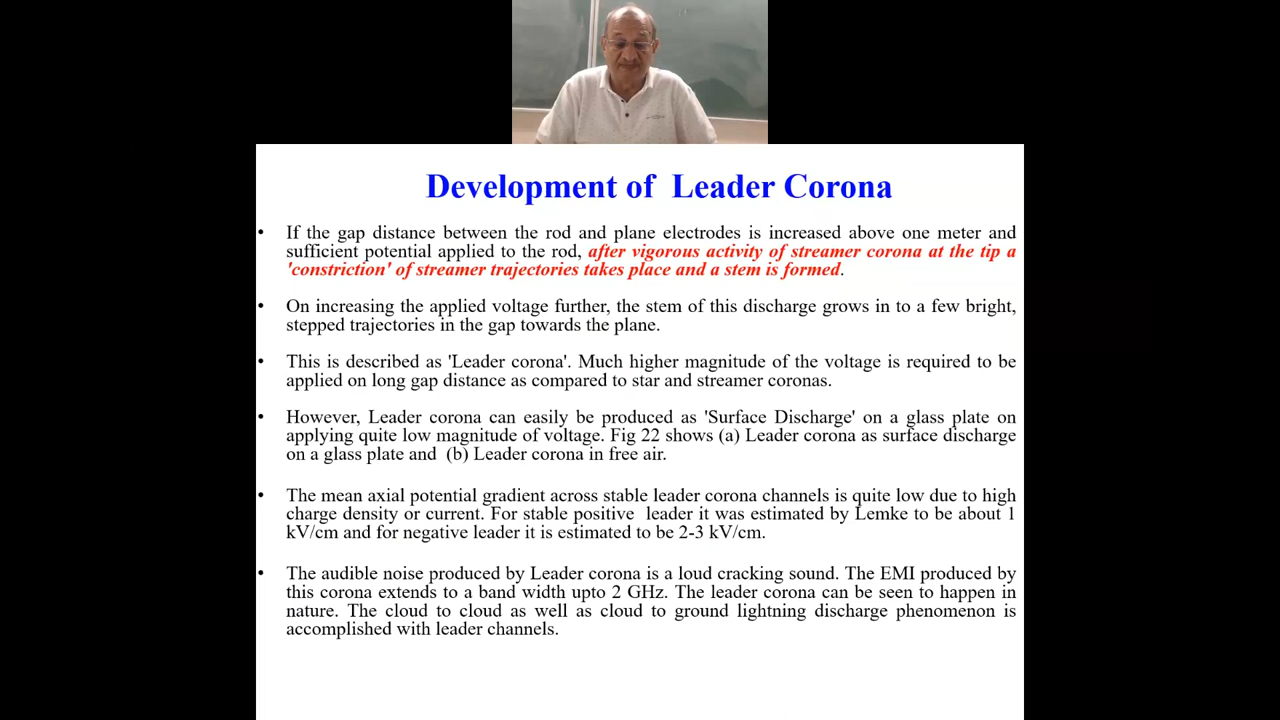 Development of Leader Corona
• If the gap distance between the rod and plane electrodes is increased above one meter and
sufficient potential applied to the rod, after vigorous activity of streamer corona at the tip a
'constriction' of streamer trajectories takes place and a stem is formed.
• On increasing the applied voltage further, the stem of this discharge grows in to a few bright,
stepped trajectories in the gap towards the plane.
• This is described as 'Leader corona'. Much higher magnitude of the voltage is required to be
applied on long gap distance as compared to star and streamer coronas.
• However, Leader corona can easily be produced as 'Surface Discharge' on a glass plate on
applying quite low magnitude of voltage. Fig 22 shows (a) Leader corona as surface discharge
on a glass plate and (b) Leader corona in free air.
• The mean axial potential gradient across stable leader corona channels is quite low due to high
charge density or current. For stable positive leader it was estimated by Lemke to be about 1
kV/cm and for negative leader it is estimated to be 2-3 kV/cm.
• The audible noise produced by Leader corona is a loud cracking sound. The EMI produced by
this corona extends to a band width upto 2 GHz. The leader corona can be seen to happen in
nature. The cloud to cloud as well as cloud to ground lightning discharge phenomenon is
accomplished with leader channels.